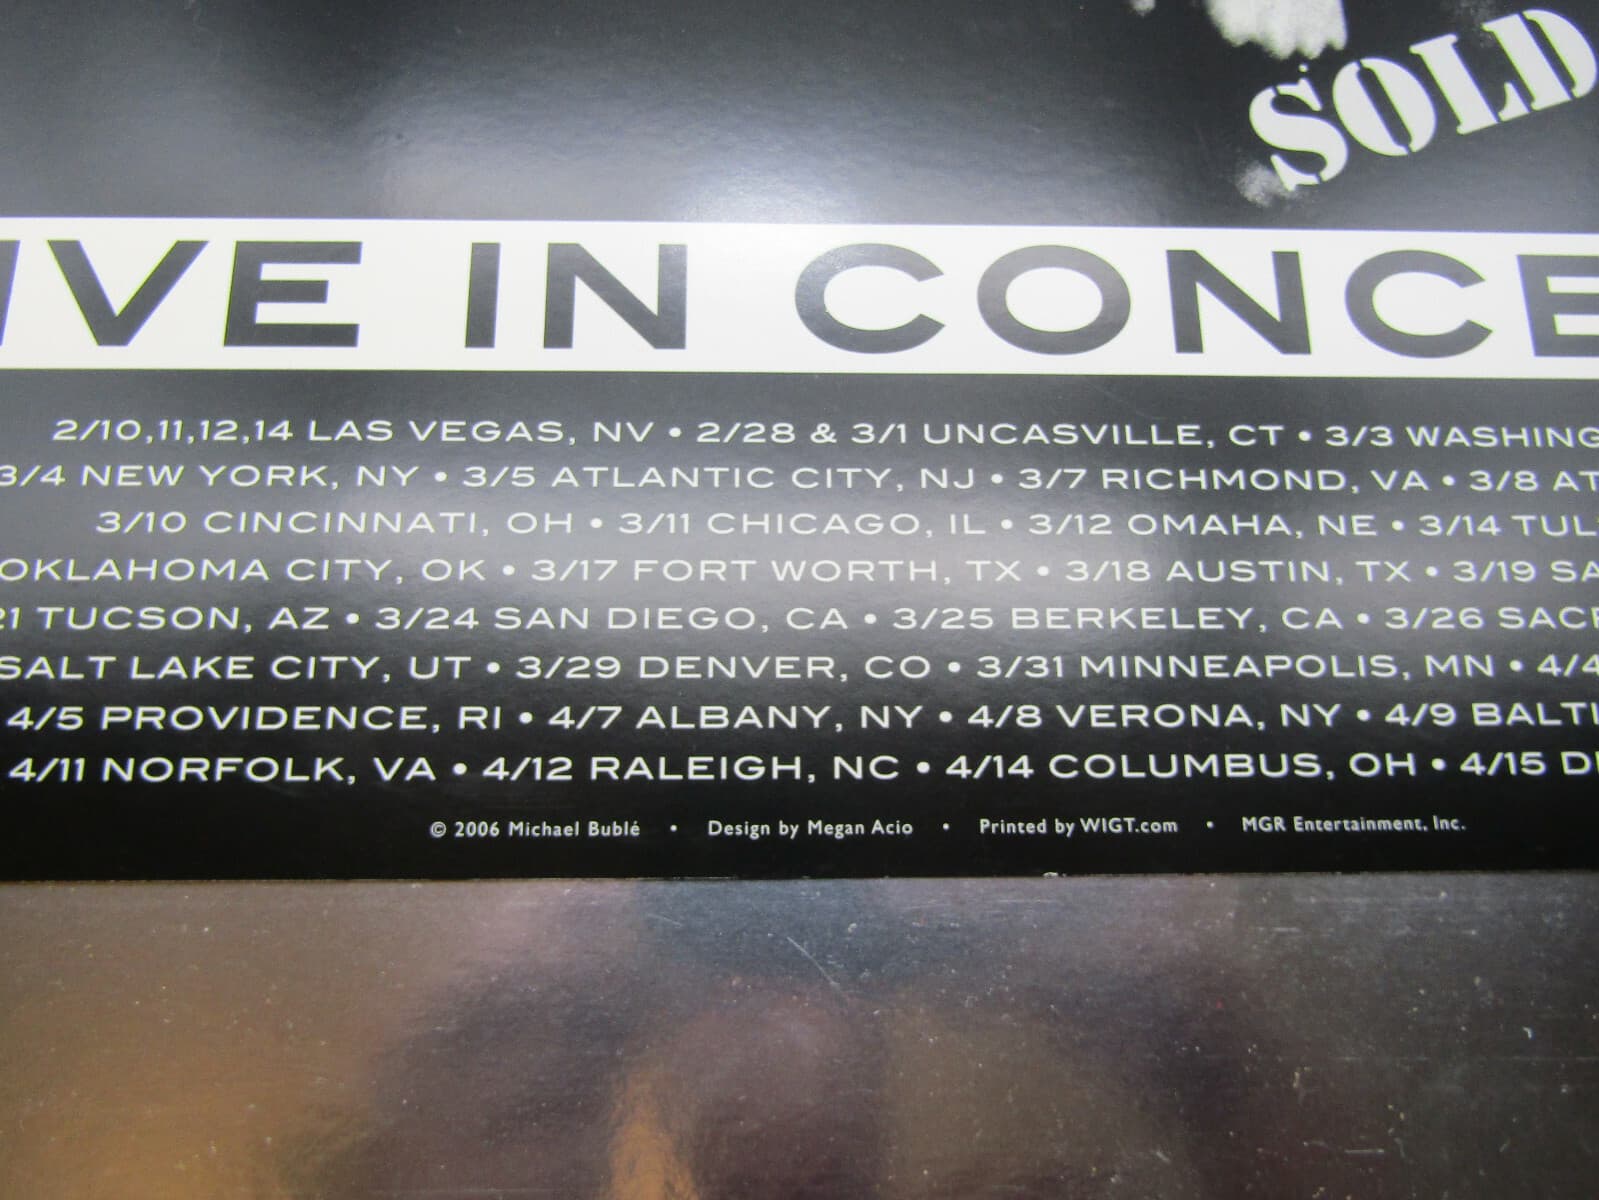 SOLD
IVE IN CONCE
2/10,11,12,14 LAS VEGAS, NV • 2/28 & 3/1 UNCASVILLE, CT • 3/3 WASHING
3/4 NEW YORK, NY • 3/5 ATLANTIC CITY, NJ • 3/7 RICHMOND, VA • 3/8 AT
3/10 CINCINNATI, OH • 3/11 CHICAGO, IL • 3/12 OMAHA, NE • 3/14 TUL
OKLAHOMA CITY, OK • 3/17 FORT WORTH, TX • 3/18 AUSTIN, TX • 3/19 SA
21 TUCSON, AZ • 3/24 SAN DIEGO, CA • 3/25 BERKELEY, CA • 3/26 SACR
SALT LAKE CITY, UT • 3/29 DENVER, CO • 3/31 MINNEAPOLIS, MN • 4/4
4/5 PROVIDENCE, RI • 4/7 ALBANY, NY • 4/8 VERONA, NY • 4/9 BALTI
4/11 NORFOLK, VA • 4/12 RALEIGH, NC • 4/14 COLUMBUS, OH • 4/15 DE
© 2006 Michael Bublé • Design by Megan Acio • Printed by WIGT.com • MGR Entertainment, Inc.